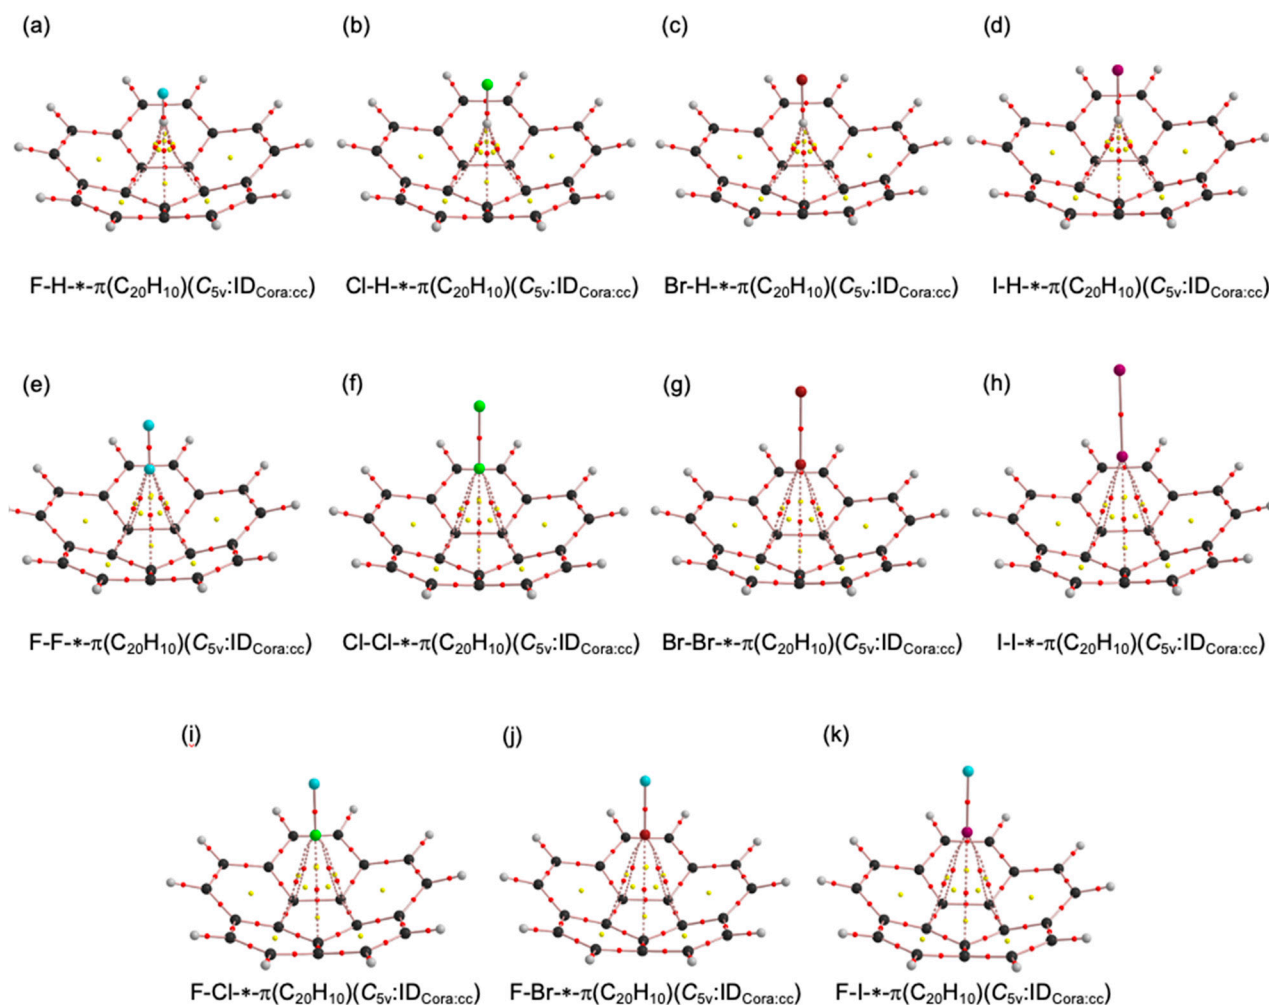 (a) (b) (c) (d)
F-H-*-π(C20H10)(C5v:IDCora:cc) Cl-H-*-π(C20H10)(C5v:IDCora:cc) Br-H-*-π(C20H10)(C5v:IDCora:cc) I-H-*-π(C20H10)(C5v:IDCora:cc)
(e) (f) (g) (h)
F-F-*-π(C20H10)(C5v:IDCora:cc) Cl-Cl-*-π(C20H10)(C5v:IDCora:cc) Br-Br-*-π(C20H10)(C5v:IDCora:cc) I-I-*-π(C20H10)(C5v:IDCora:cc)
(i) (j) (k)
F-Cl-*-π(C20H10)(C5v:IDCora:cc) F-Br-*-π(C20H10)(C5v:IDCora:cc) F-I-*-π(C20H10)(C5v:IDCora:cc)